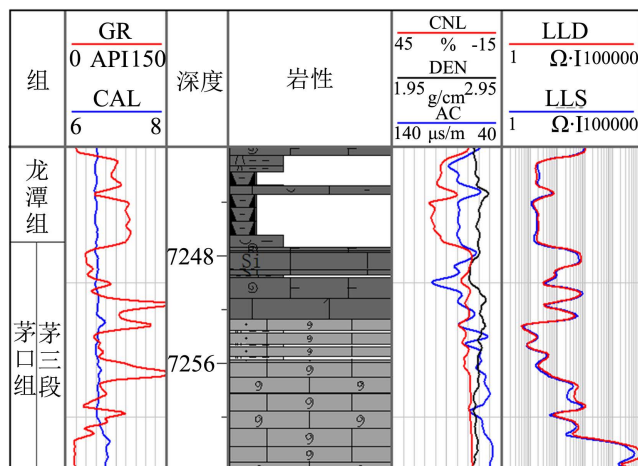 组
GR
0 API150
CAL
6 8
深度
岩性
CNL
45 % -15
DEN
1.95 g/cm³ 2.95
AC
140 μs/m 40
LLD
1 Ω·I100000
LLS
1 Ω·I100000
龙潭组
茅口组
茅三段
7248
7256
Si